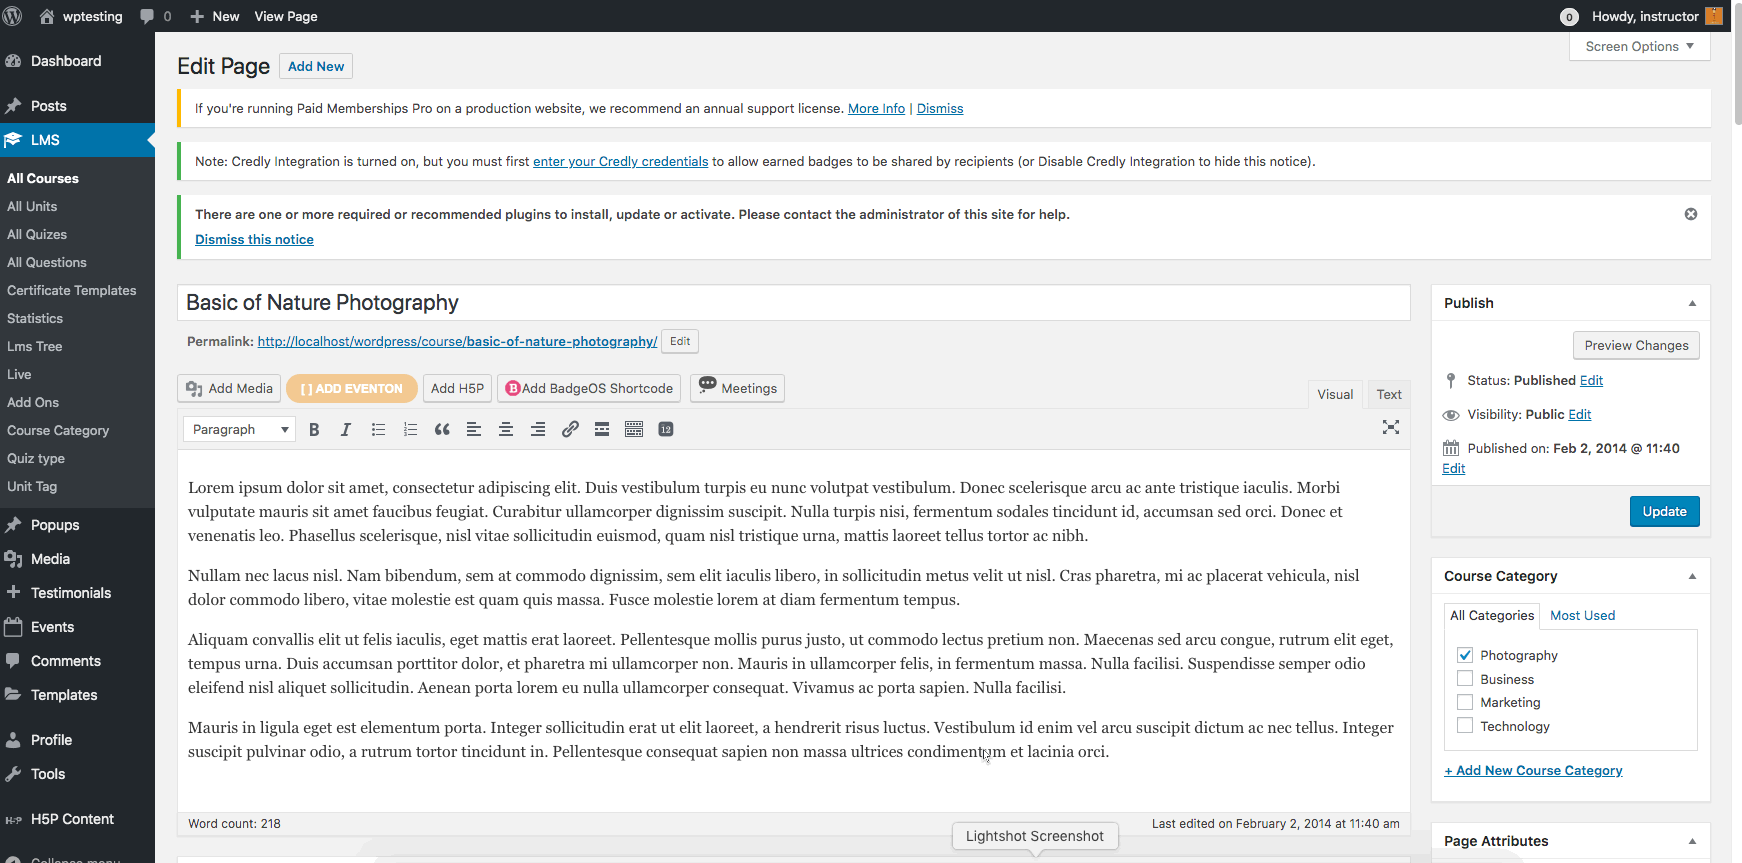 wptesting
0
New
View Page
0
Howdy, instructor
Screen Options
Dashboard
Posts
LMS
All Courses
All Units
All Quizes
All Questions
Certificate Templates
Statistics
Lms Tree
Live
Add Ons
Course Category
Quiz type
Unit Tag
Popups
Media
Testimonials
Events
Comments
Templates
Profile
Tools
H5P H5P Content
Collapse menu
Edit Page
Add New
If you're running Paid Memberships Pro on a production website, we recommend an annual support license. More Info | Dismiss
Note: Credly Integration is turned on, but you must first enter your Credly credentials to allow earned badges to be shared by recipients (or Disable Credly Integration to hide this notice).
There are one or more required or recommended plugins to install, update or activate. Please contact the administrator of this site for help.
Dismiss this notice
Basic of Nature Photography
Permalink: http://localhost/wordpress/course/basic-of-nature-photography/ Edit
Add Media
[ ] ADD EVENTON
Add H5P
B Add BadgeOS Shortcode
Meetings
Visual
Text
Paragraph
B I
12
Lorem ipsum dolor sit amet, consectetur adipiscing elit. Duis vestibulum turpis eu nunc volutpat vestibulum. Donec scelerisque arcu ac ante tristique iaculis. Morbi
vulputate mauris sit amet faucibus feugiat. Curabitur ullamcorper dignissim suscipit. Nulla turpis nisi, fermentum sodales tincidunt id, accumsan sed orci. Donec et
venenatis leo. Phasellus scelerisque, nisl vitae sollicitudin euismod, quam nisl tristique urna, mattis laoreet tellus tortor ac nibh.
Nullam nec lacus nisl. Nam bibendum, sem at commodo dignissim, sem elit iaculis libero, in sollicitudin metus velit ut nisl. Cras pharetra, mi ac placerat vehicula, nisl
dolor commodo libero, vitae molestie est quam quis massa. Fusce molestie lorem at diam fermentum tempus.
Aliquam convallis elit ut felis iaculis, eget mattis erat laoreet. Pellentesque mollis purus justo, ut commodo lectus pretium non. Maecenas sed arcu congue, rutrum elit eget,
tempus urna. Duis accumsan porttitor dolor, et pharetra mi ullamcorper non. Mauris in ullamcorper felis, in fermentum massa. Nulla facilisi. Suspendisse semper odio
eleifend nisl aliquet sollicitudin. Aenean porta lorem eu nulla ullamcorper consequat. Vivamus ac porta sapien. Nulla facilisi.
Mauris in ligula eget est elementum porta. Integer sollicitudin erat ut elit laoreet, a hendrerit risus luctus. Vestibulum id enim vel arcu suscipit dictum ac nec tellus. Integer
suscipit pulvinar odio, a rutrum tortor tincidunt in. Pellentesque consequat sapien non massa ultrices condimentum et lacinia orci.
Word count: 218
Last edited on February 2, 2014 at 11:40 am
Lightshot Screenshot
Publish
Preview Changes
Status: Published Edit
Visibility: Public Edit
Published on: Feb 2, 2014 @ 11:40
Edit
Update
Course Category
All Categories
Most Used
Photography
Business
Marketing
Technology
+ Add New Course Category
Page Attributes